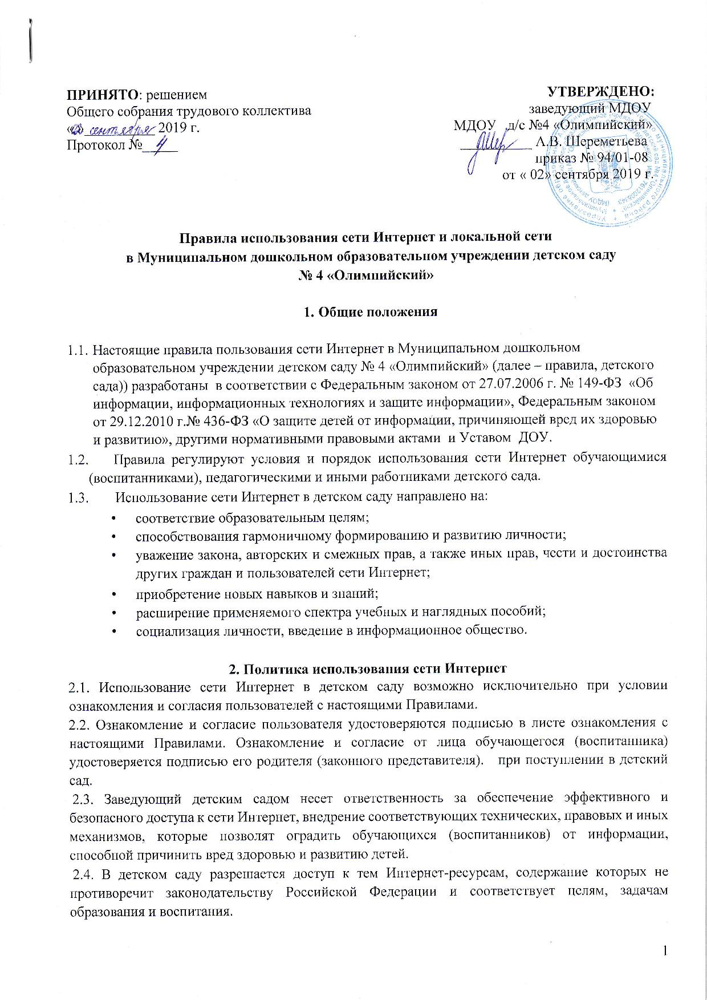 ПРИНЯТО: решением
Общего собрания трудового коллектива
«02» сентября 2019 г.
Протокол № 4
УТВЕРЖДЕНО:
заведующий МДОУ
МДОУ д/с №4 «Олимпийский»
А.В. Шереметьева
приказ № 94/01-08
от « 02» сентября 2019 г.
Правила использования сети Интернет и локальной сети
в Муниципальном дошкольном образовательном учреждении детском саду
№ 4 «Олимпийский»
1. Общие положения
1.1. Настоящие правила пользования сети Интернет в Муниципальном дошкольном
образовательном учреждении детском саду № 4 «Олимпийский» (далее – правила, детского
сада)) разработаны в соответствии с Федеральным законом от 27.07.2006 г. № 149-ФЗ «Об
информации, информационных технологиях и защите информации», Федеральным законом
от 29.12.2010 г.№ 436-ФЗ «О защите детей от информации, причиняющей вред их здоровью
и развитию», другими нормативными правовыми актами и Уставом ДОУ.
1.2. Правила регулируют условия и порядок использования сети Интернет обучающимися
(воспитанниками), педагогическими и иными работниками детского сада.
1.3. Использование сети Интернет в детском саду направлено на:
• соответствие образовательным целям;
• способствования гармоничному формированию и развитию личности;
• уважение закона, авторских и смежных прав, а также иных прав, чести и достоинства
других граждан и пользователей сети Интернет;
• приобретение новых навыков и знаний;
• расширение применяемого спектра учебных и наглядных пособий;
• социализация личности, введение в информационное общество.
2. Политика использования сети Интернет
2.1. Использование сети Интернет в детском саду возможно исключительно при условии
ознакомления и согласия пользователей с настоящими Правилами.
2.2. Ознакомление и согласие пользователя удостоверяются подписью в листе ознакомления с
настоящими Правилами. Ознакомление и согласие от лица обучающегося (воспитанника)
удостоверяется подписью его родителя (законного представителя). при поступлении в детский
сад.
2.3. Заведующий детским садом несет ответственность за обеспечение эффективного и
безопасного доступа к сети Интернет, внедрение соответствующих технических, правовых и иных
механизмов, которые позволят оградить обучающихся (воспитанников) от информации,
способной причинить вред здоровью и развитию детей.
2.4. В детском саду разрешается доступ к тем Интернет-ресурсам, содержание которых не
противоречит законодательству Российской Федерации и соответствует целям, задачам
образования и воспитания.
1